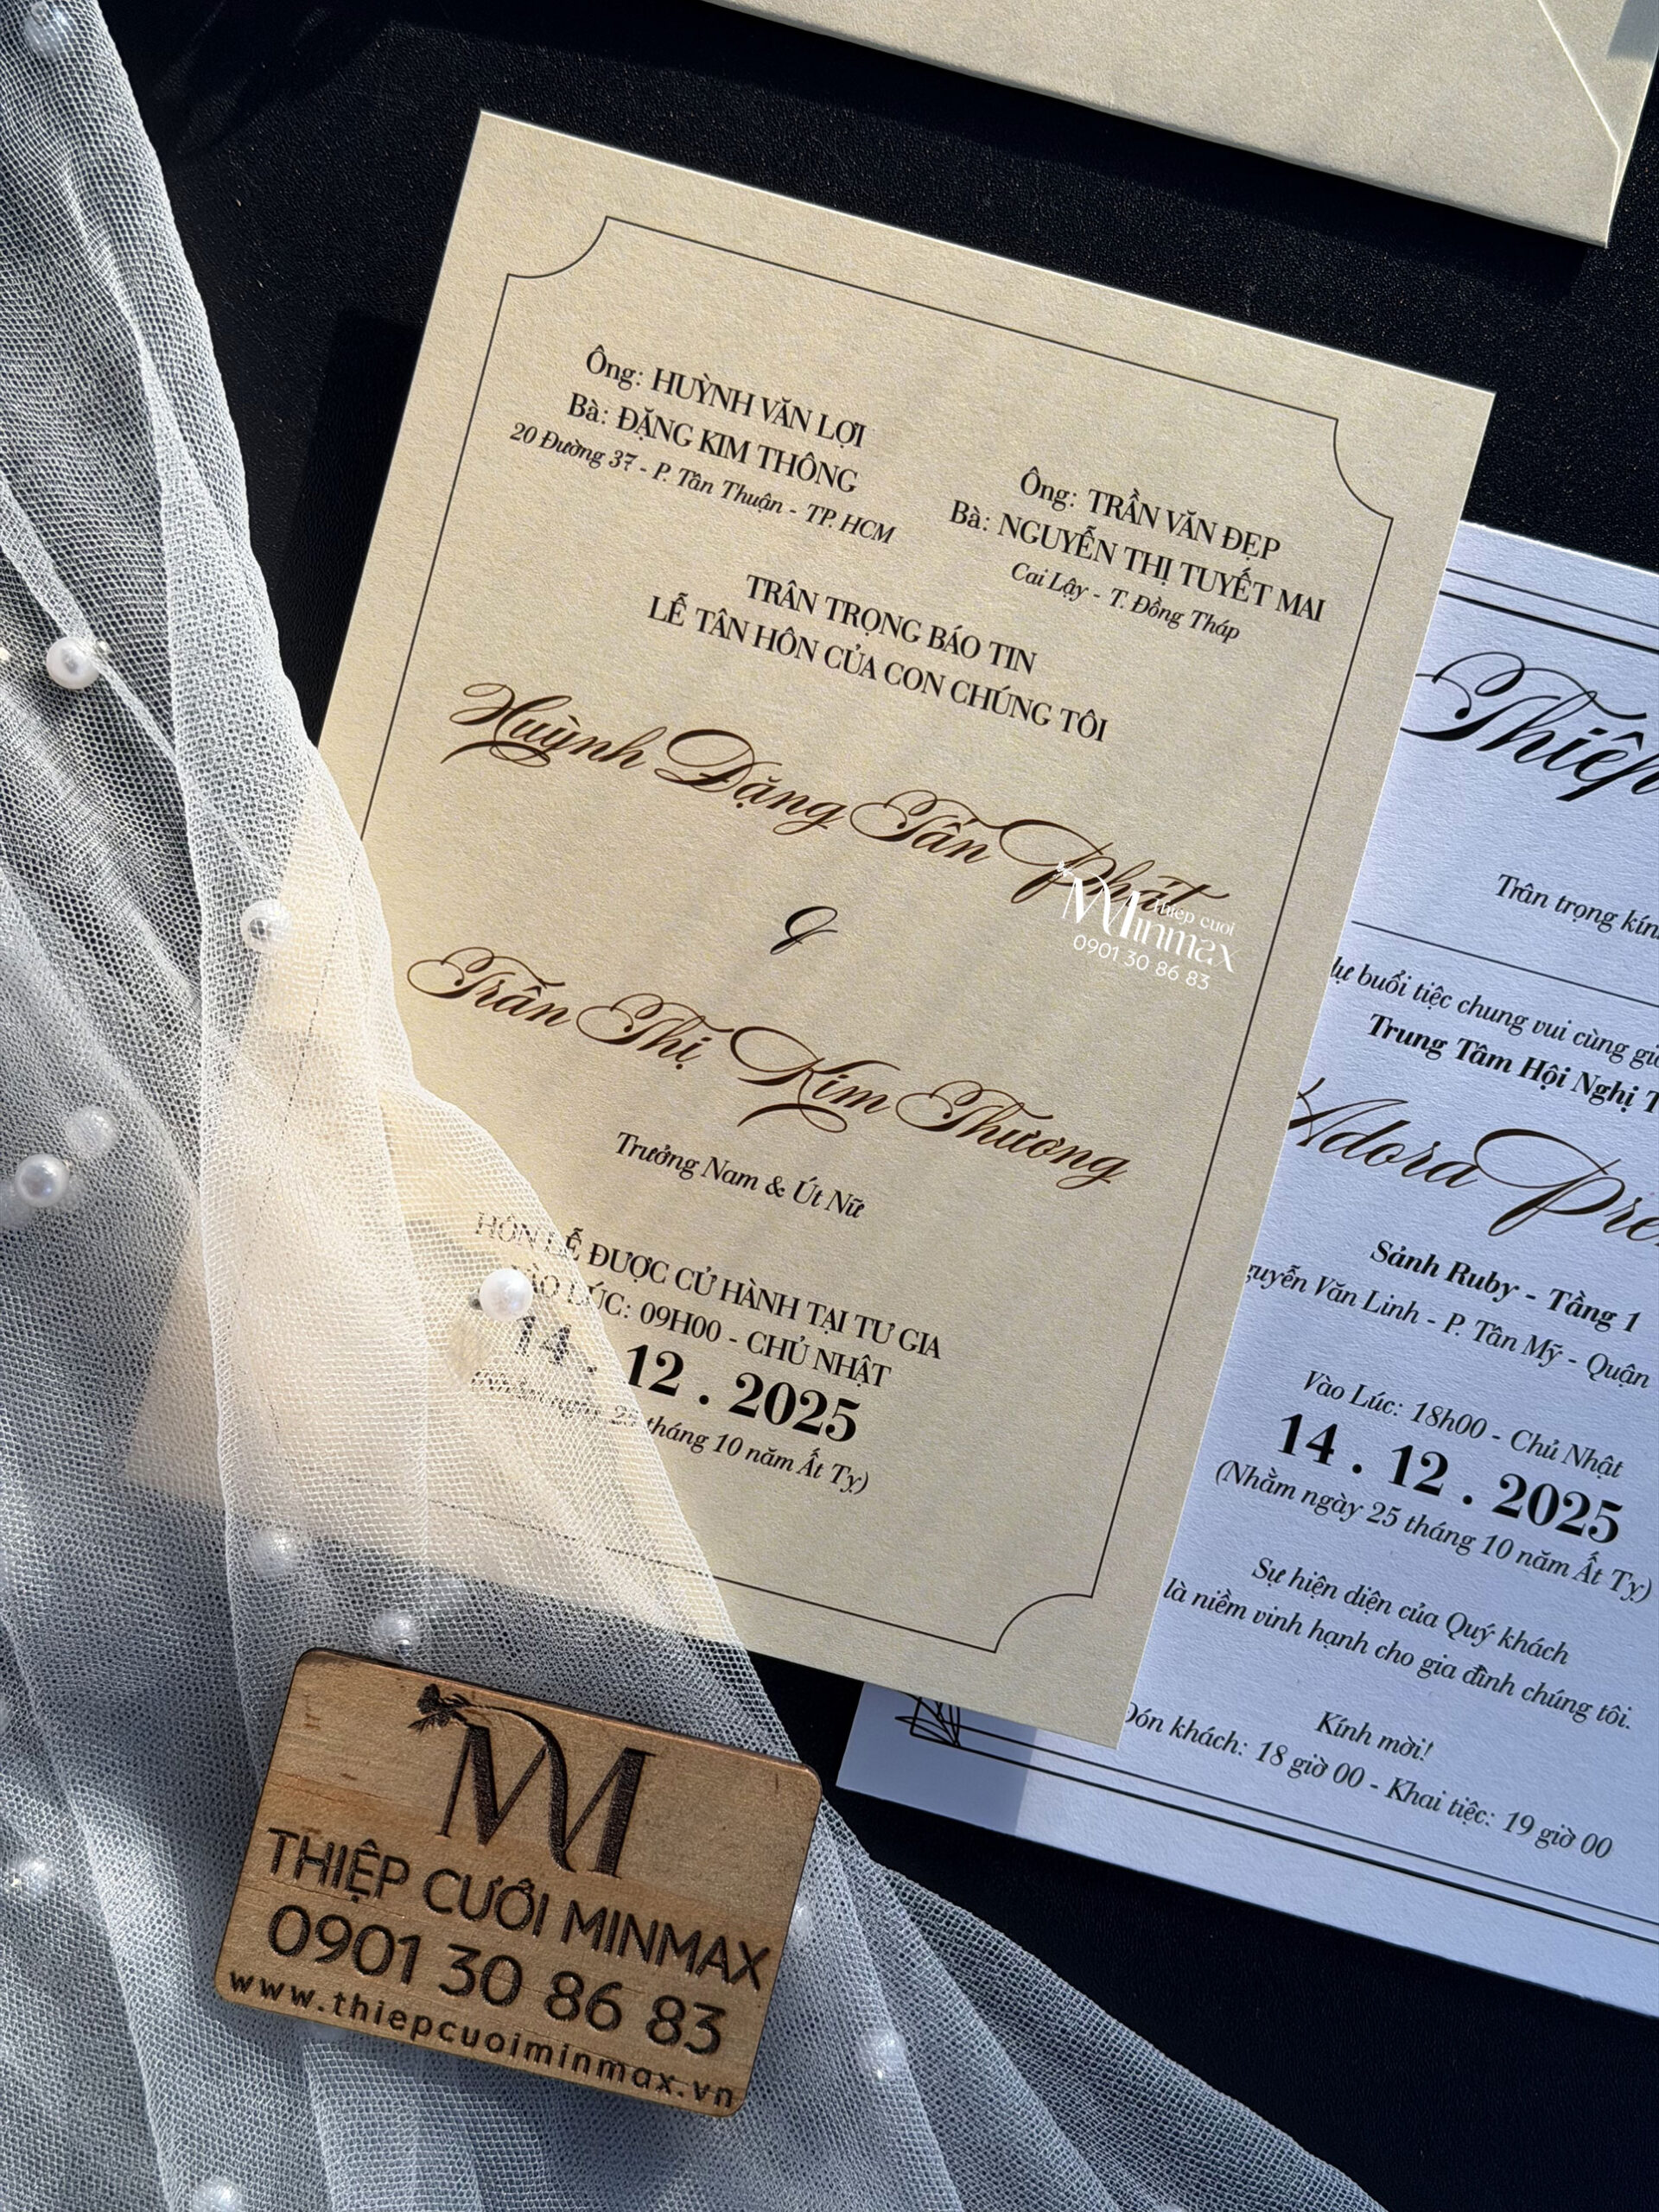 Ông: HUỲNH VĂN LỢI
Bà: ĐẶNG KIM THÔNG
20 Đường 37 - P. Tân Thuận - TP. HCM
Ông: TRẦN VĂN ĐẸP
Bà: NGUYỄN THỊ TUYẾT MAI
Cai Lậy - T. Đồng Tháp
TRÂN TRỌNG BÁO TIN
LỄ TÂN HÔN CỦA CON CHÚNG TÔI
Huỳnh Đặng Tấn Phát
&
Trần Thị Kim Thương
Trưởng Nam & Út Nữ
HÔN LỄ ĐƯỢC CỬ HÀNH TẠI TƯ GIA
VÀO LÚC: 09H00 - CHỦ NHẬT
14 . 12 . 2025
25 tháng 10 năm Ất Tỵ)
Thiệp cưới
Minmax
0901 30 86 83
Thiệp
Trân trọng
buổi tiệc chung vui cùng
Trung Tâm Hội Nghị
Adora
Sảnh Ruby - Tầng 1
Văn Linh - P. Tân Mỹ - Quận
Vào Lúc: 18h00 - Chủ Nhật
14 . 12 . 2025
(Nhằm ngày 25 tháng 10 năm Ất Tỵ)
Sự hiện diện của Quý khách
là niềm vinh hạnh cho gia đình chúng tôi.
Kính mời!
Đón khách: 18 giờ 00 - Khai tiệc: 19 giờ 00
M
THIỆP CƯỚI MINMAX
0901 30 86 83
www.thiepcuoiminmax.vn